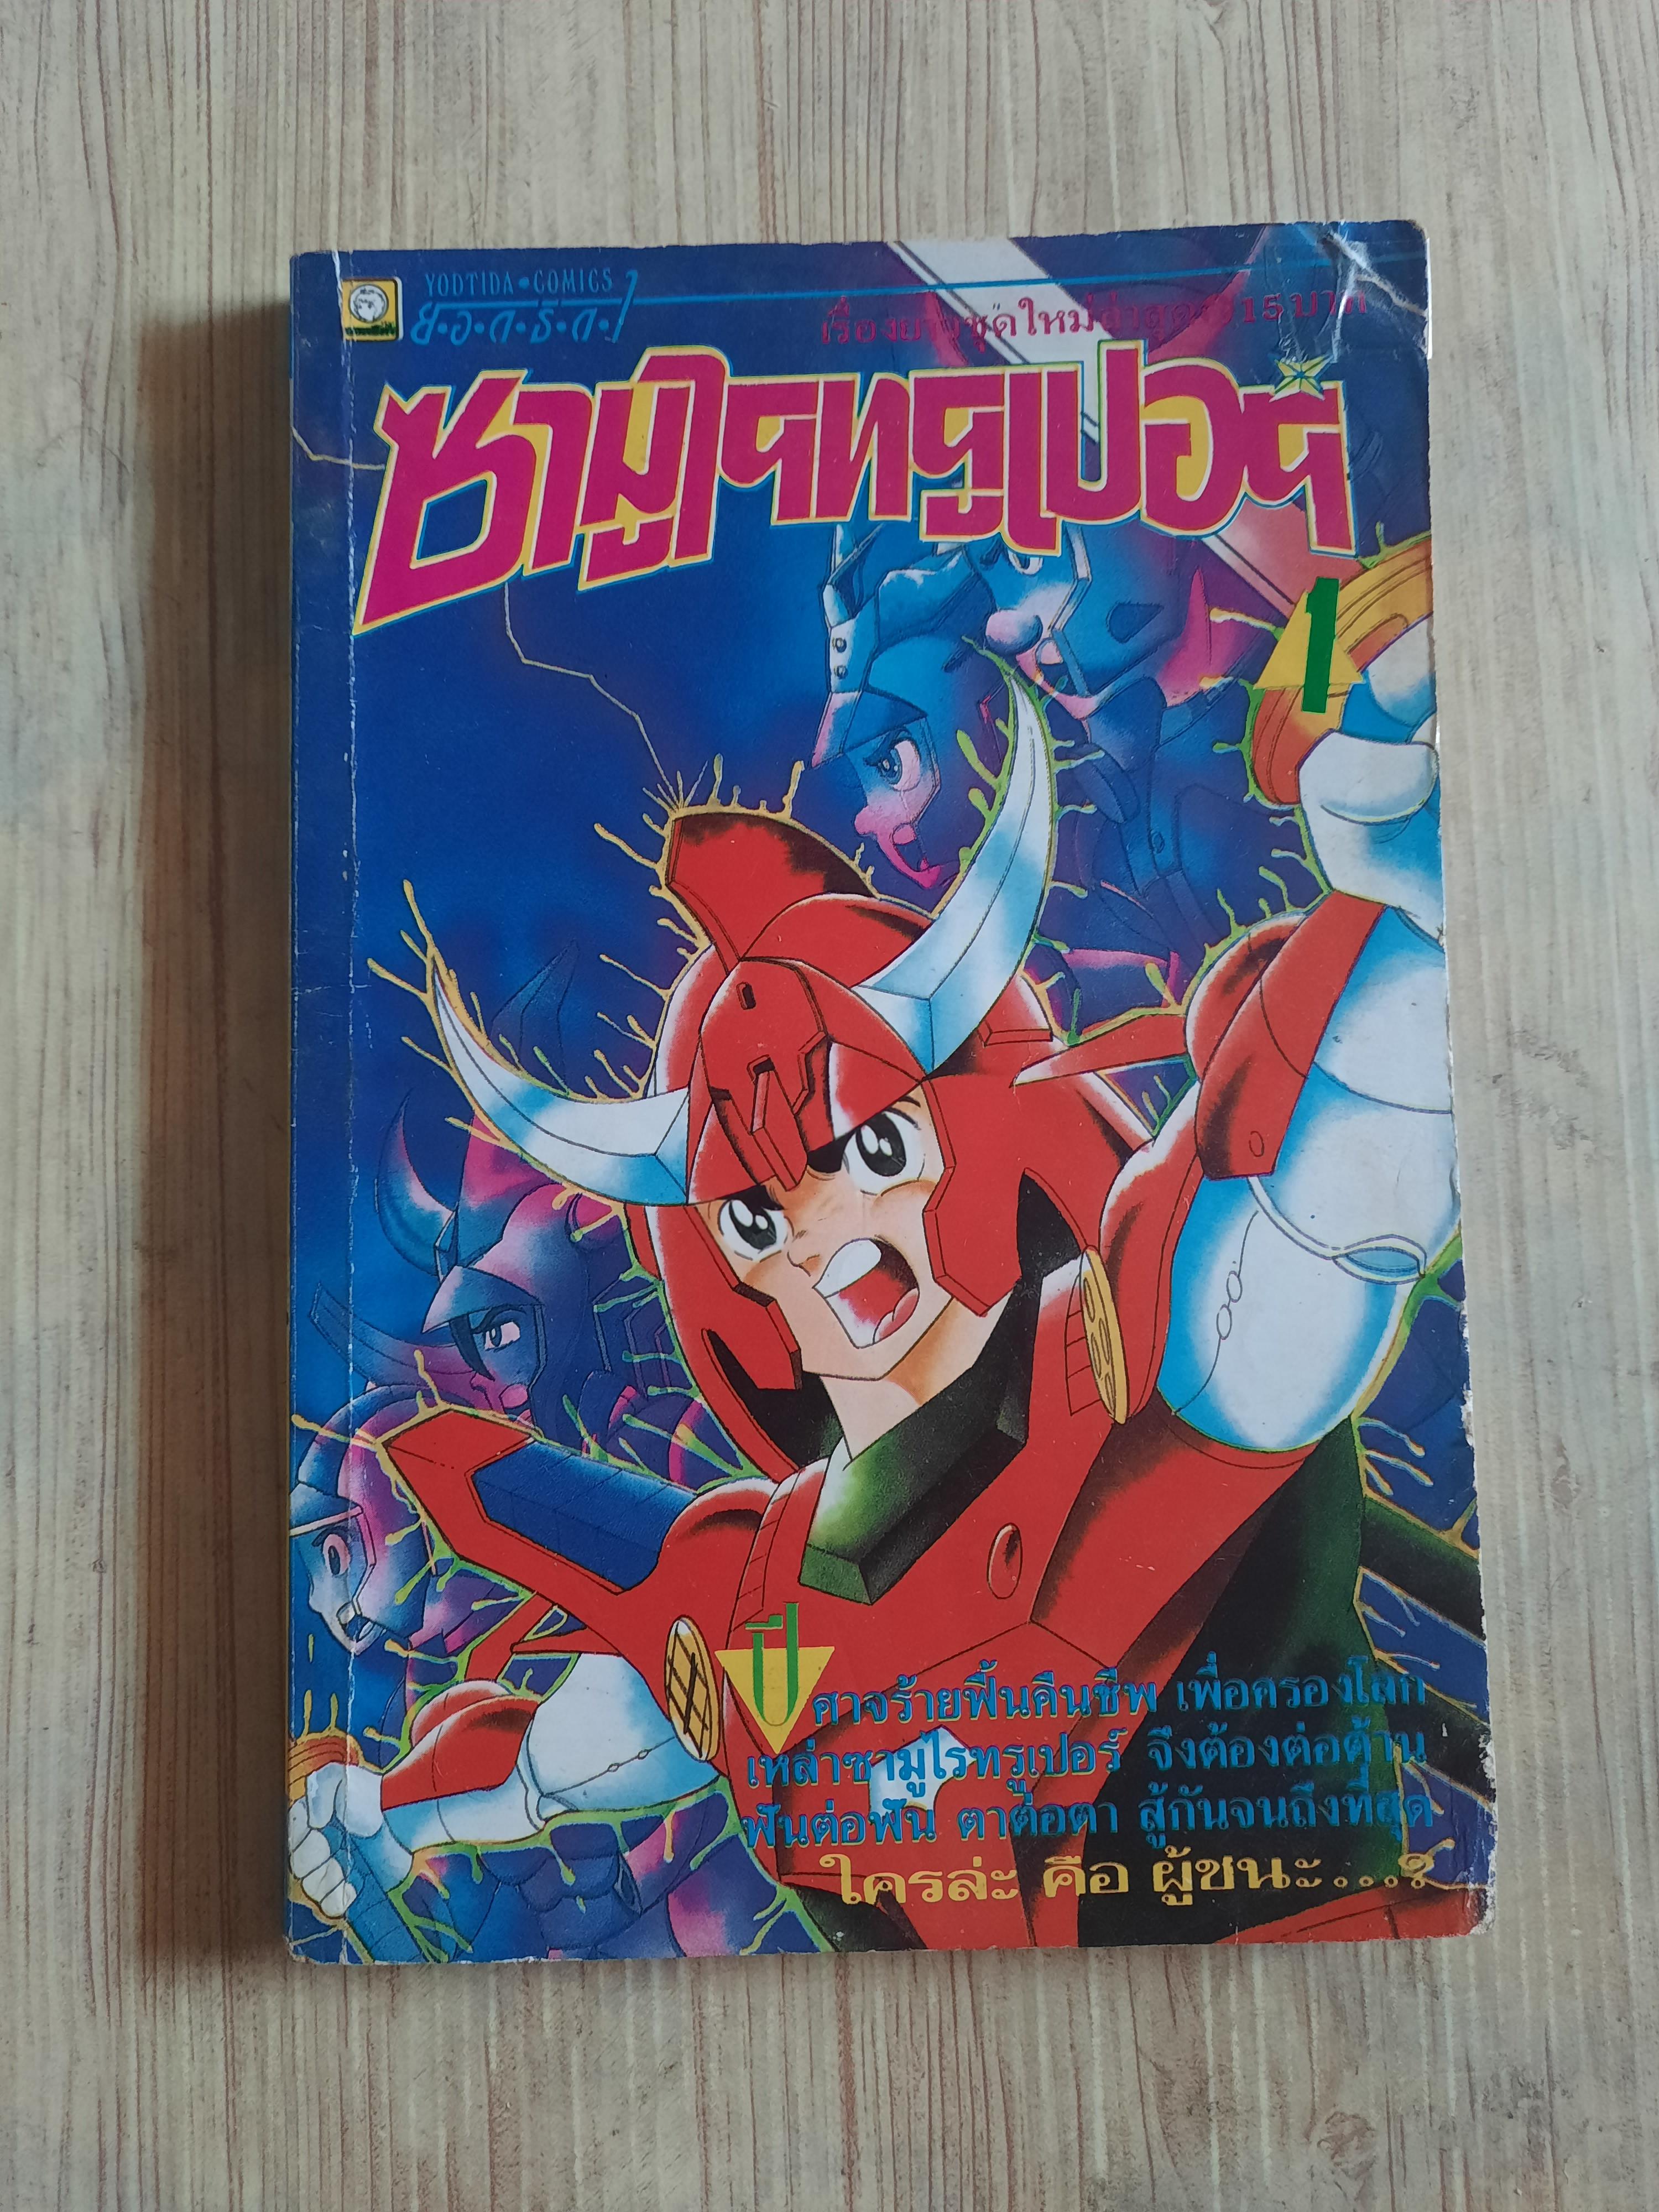 YODTIDA•COMICS
ย•อ•ด•ธิ•ด•า
เรื่องยาวชุดใหม่ล่าสุด 15 บาท
ซามูไรทรูเปอร์
1
ปีศาจร้ายฟื้นคืนชีพ เพื่อครองโลก
เหล่าซามูไรทรูเปอร์ จึงต้องต่อต้าน
ฟันต่อฟัน ตาต่อตา สู้กันจนถึงที่สุด
ใครล่ะ คือ ผู้ชนะ...?